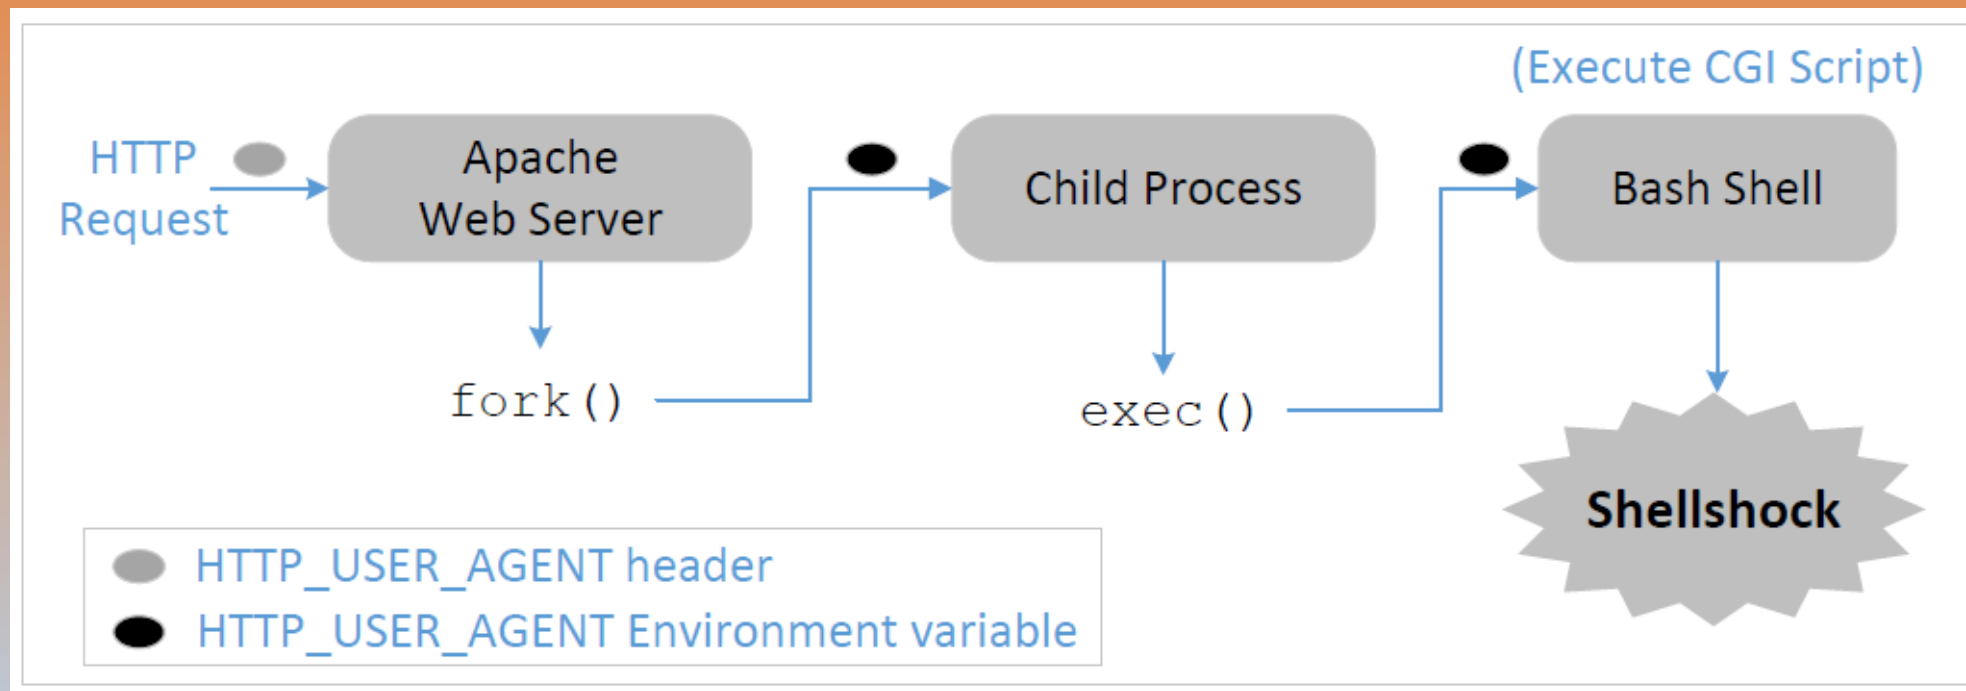 (Execute CGI Script)
HTTP
Request
Apache
Web Server
Child Process
Bash Shell
fork()
exec()
Shellshock
HTTP_USER_AGENT header
HTTP_USER_AGENT Environment variable